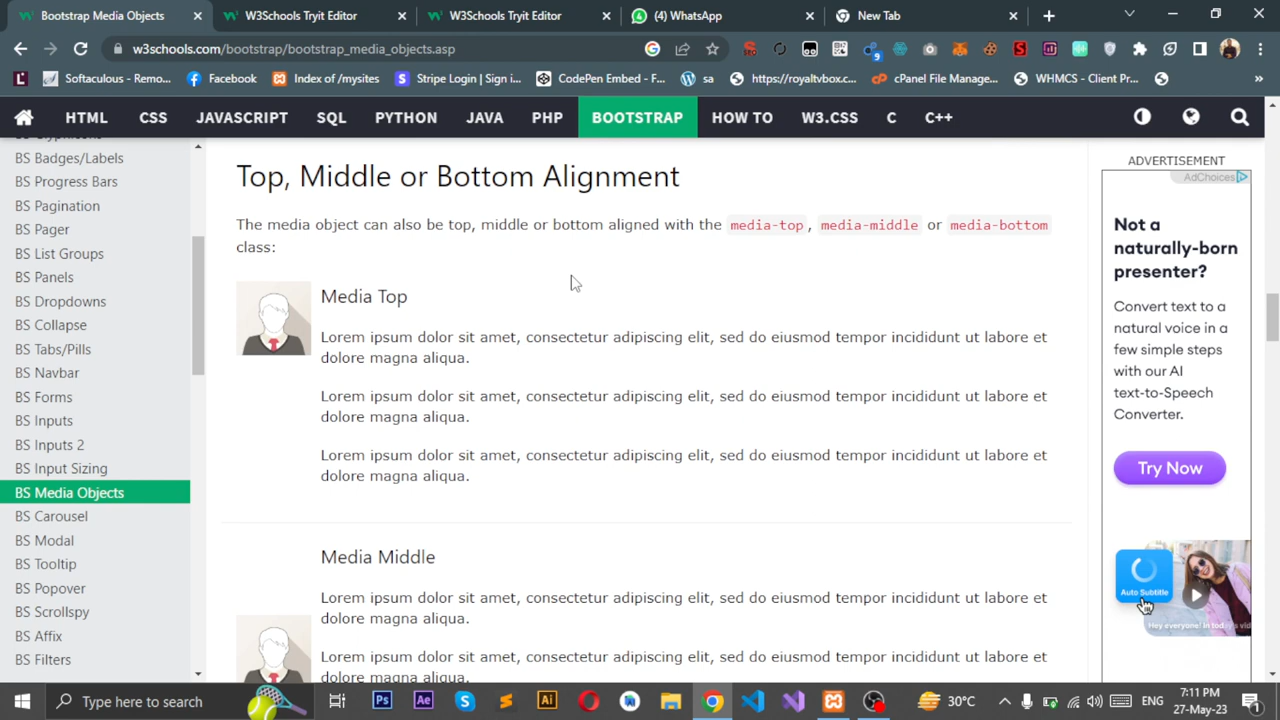 Bootstrap Media Objects
W3Schools Tryit Editor
W3Schools Tryit Editor
(4) WhatsApp
New Tab
w3schools.com/bootstrap/bootstrap_media_objects.asp
9
Softaculous - Remo...
Facebook
Index of /mysites
Stripe Login | Sign i...
CodePen Embed - F...
sa
https://royaltvbox.c...
cPanel File Manage...
WHMCS - Client Pr...
HTML
CSS
JAVASCRIPT
SQL
PYTHON
JAVA
PHP
BOOTSTRAP
HOW TO
W3.CSS
C
C++
BS Badges/Labels
BS Progress Bars
BS Pagination
BS Pager
BS List Groups
BS Panels
BS Dropdowns
BS Collapse
BS Tabs/Pills
BS Navbar
BS Forms
BS Inputs
BS Inputs 2
BS Input Sizing
BS Media Objects
BS Carousel
BS Modal
BS Tooltip
BS Popover
BS Scrollspy
BS Affix
BS Filters
Top, Middle or Bottom Alignment
The media object can also be top, middle or bottom aligned with the media-top, media-middle or media-bottom
class:
Media Top
Lorem ipsum dolor sit amet, consectetur adipiscing elit, sed do eiusmod tempor incididunt ut labore et
dolore magna aliqua.
Lorem ipsum dolor sit amet, consectetur adipiscing elit, sed do eiusmod tempor incididunt ut labore et
dolore magna aliqua.
Lorem ipsum dolor sit amet, consectetur adipiscing elit, sed do eiusmod tempor incididunt ut labore et
dolore magna aliqua.
Media Middle
Lorem ipsum dolor sit amet, consectetur adipiscing elit, sed do eiusmod tempor incididunt ut labore et
dolore magna aliqua.
Lorem ipsum dolor sit amet, consectetur adipiscing elit, sed do eiusmod tempor incididunt ut labore et
ADVERTISEMENT
AdChoices
Not a
naturally-born
presenter?
Convert text to a
natural voice in a
few simple steps
with our AI
text-to-Speech
Converter.
Try Now
Auto Subtitle
Hey everyone! In today's vid
Type here to search
Ps
Ae
Ai
30°C
ENG
7:11 PM
27-May-23
1